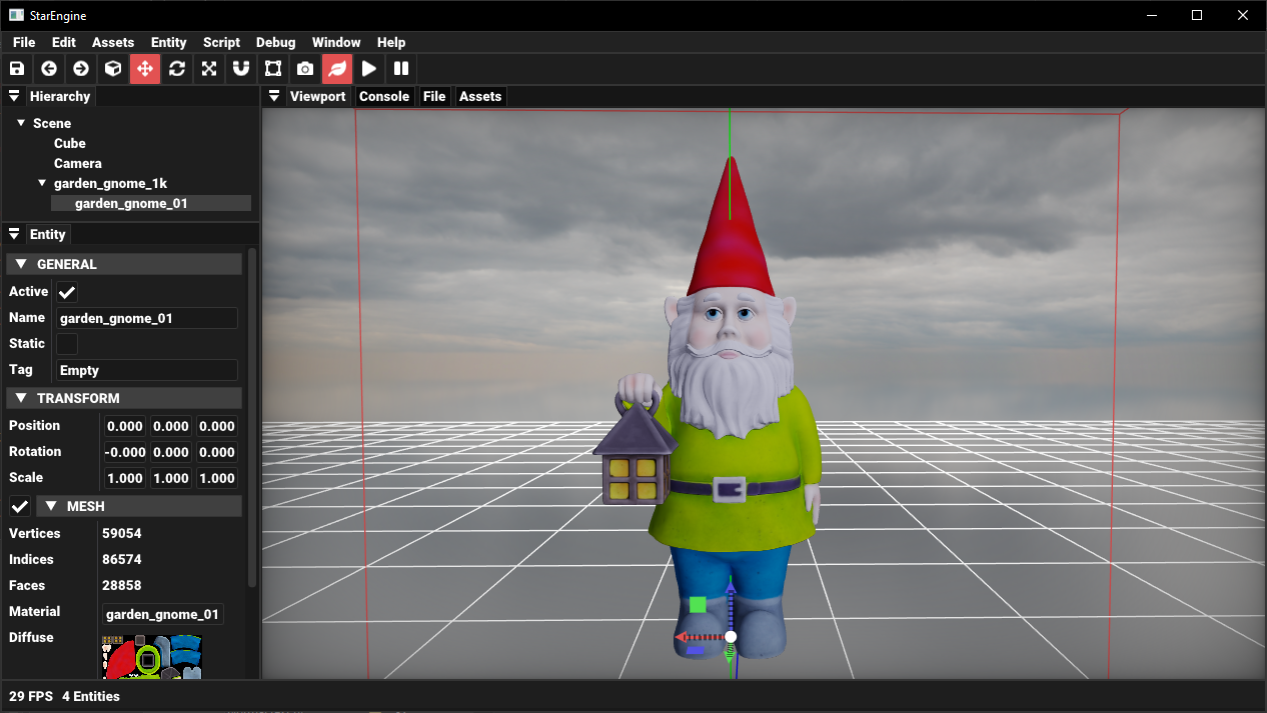 StarEngine
File Edit Assets Entity Script Debug Window Help
Hierarchy
Scene
Cube
Camera
garden_gnome_1k
garden_gnome_01
Entity
GENERAL
Active
Name garden_gnome_01
Static
Tag Empty
TRANSFORM
Position 0.000 0.000 0.000
Rotation -0.000 0.000 0.000
Scale 1.000 1.000 1.000
MESH
Vertices 59054
Indices 86574
Faces 28858
Material garden_gnome_01
Diffuse
Viewport Console File Assets
29 FPS 4 Entities